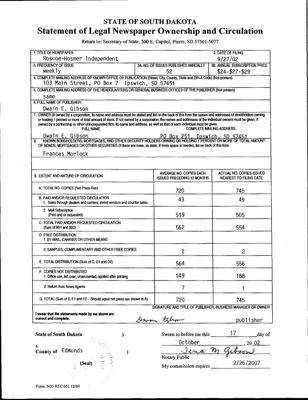 STATE OF SOUTH DAKOTA
Statement of Legal Newspaper Ownership and Circulation
Return to: Secretary of State, 500 E. Capitol, Pierre, SD 57501-5077
1. TITLE OF NEWSPAPER
2. DATE OF FILING
Roscoe-Hosmer Independent
9/27/02
3. FREQUENCY OF ISSUE
3A. NO. OF ISSUES PUBLISHED ANNUALLY
3B. ANNUAL SUBSCRIPTION PRICE
weekly
52
$24-$27-$29
4. COMPLETE MAILING ADDRESS OF KNOWN OFFICE OF PUBLICATION (Street, City, County, State and ZIP+4 Code) (Not printers)
103 Main Street, PO Box 7 Ipswich, SD 57451
5. COMPLETE MAILING ADDRESS OF THE HEADQUARTERS OR GENERAL BUSINESS OFFICES OF THE PUBLISHER (Not printer)
same
6. FULL NAME OF PUBLISHER:
Dwain E. Gibson
7. OWNER (If owned by a corporation, its name and address must be stated and also on the back of this form the names and addresses of stockholders owning
or holding 1 percent or more of total amount of stock. If not owned by a corporation, the names and addresses of the individual owners must be given. If
owned by a partnership or other unincorporated firm, its name and address, as well as that of each individual must be given.
FULL NAME
COMPLETE MAILING ADDRESS
Dwain E. Gibson
PO Box 251, Ipswich, SD 57451
8. KNOWN BONDHOLDERS, MORTGAGEES, AND OTHER SECURITY HOLDERS OWNING OR HOLDING 1 PERCENT OR MORE OF TOTAL AMOUNT
OF BONDS, MORTGAGES OR OTHER SECURITIES (If there are none, so state. If more space is needed, list on back of this form.
Frances Morlock
9. EXTENT AND NATURE OF CIRCULATION
AVERAGE NO. COPIES EACH ISSUED PRECEDING 12 MONTHS
ACTUAL NO. COPIES ISSUED NEAREST TO FILING DATE
A. TOTAL NO. COPIES (Net Press Run)
720
745
B. PAID AND/OR REQUESTED CIRCULATION
1. Sales through dealers and carriers, street vendors and counter sales.
43
49
2. Mail Subscription
(Paid and or requested)
519
505
C. TOTAL PAID AND/OR REQUESTED CIRCULATION
(Sum of 9B1 and 9B2)
562
554
D. FREE DISTRIBUTION
1. BY MAIL, CARRIER OR OTHER MEANS
2. SAMPLES, COMPLIMENTARY AND OTHER FREE COPIES
2
2
E. TOTAL DISTRIBUTION (Sum of C, D1 and D2)
564
556
F. COPIES NOT DISTRIBUTED
1. Office use, left over, unaccounted, spoiled after printing
149
188
2. Return from News Agents
7
1
G. TOTAL (Sum of E, F1 and F2 - Should equal net press run shown in A)
720
745
SIGNATURE AND TITLE OF PUBLISHER, BUSINESS MANAGER OR OWNER
I swear that the statements made by me above are
correct and complete.
publisher
State of South Dakota )
Sworn to before me this 17 day of
)ss
October , 20 02
County of Edmunds )
Notary Public
(Seal)
My commission expires 2/26/2007
Form: SOS REC 051 12/00